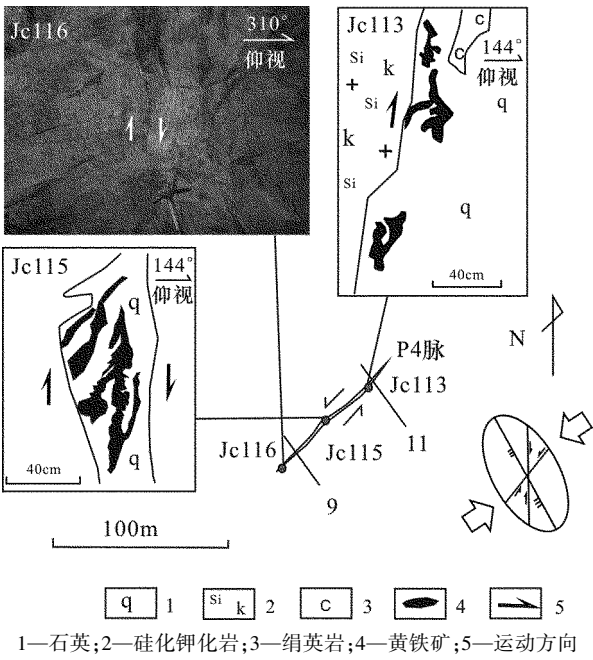 Jc116
310°
仰视
Jc113
Si
k
c
c
144°
仰视
q
Si
k
Si
q
40cm
Jc115
144°
仰视
q
q
40cm
P4脉
N
Jc113
Jc116
Jc115
11
9
100m
q 1 Si k 2 c 3 4 5
1—石英;2—硅化钾化岩;3—绢英岩;4—黄铁矿;5—运动方向